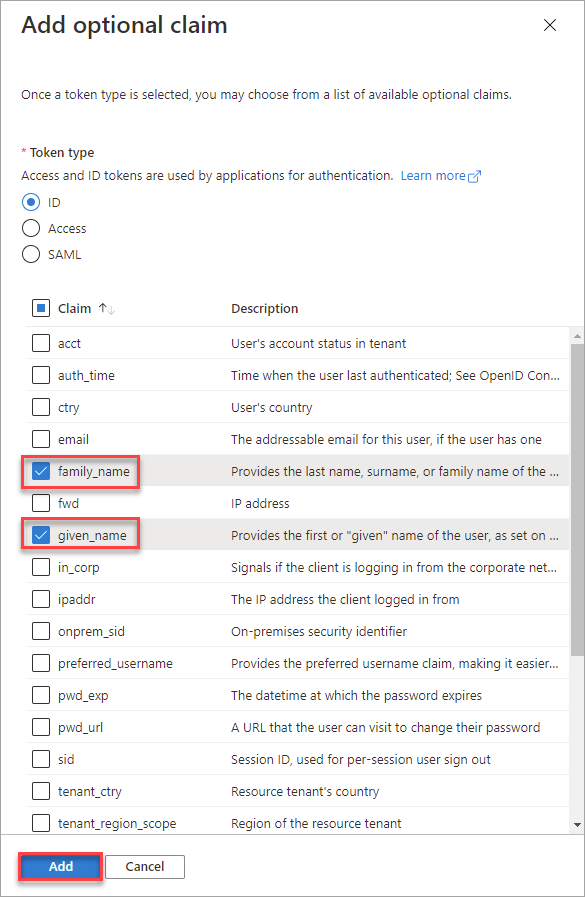 Add optional claim
Once a token type is selected, you may choose from a list of available optional claims.
* Token type
Access and ID tokens are used by applications for authentication. Learn more
ID
Access
SAML
Claim Description
acct User's account status in tenant
auth_time Time when the user last authenticated; See OpenID Con...
ctry User's country
email The addressable email for this user, if the user has one
family_name Provides the last name, surname, or family name of the ...
fwd IP address
given_name Provides the first or "given" name of the user, as set on ...
in_corp Signals if the client is logging in from the corporate net...
ipaddr The IP address the client logged in from
onprem_sid On-premises security identifier
preferred_username Provides the preferred username claim, making it easier...
pwd_exp The datetime at which the password expires
pwd_url A URL that the user can visit to change their password
sid Session ID, used for per-session user sign out
tenant_ctry Resource tenant's country
tenant_region_scope Region of the resource tenant
Add Cancel